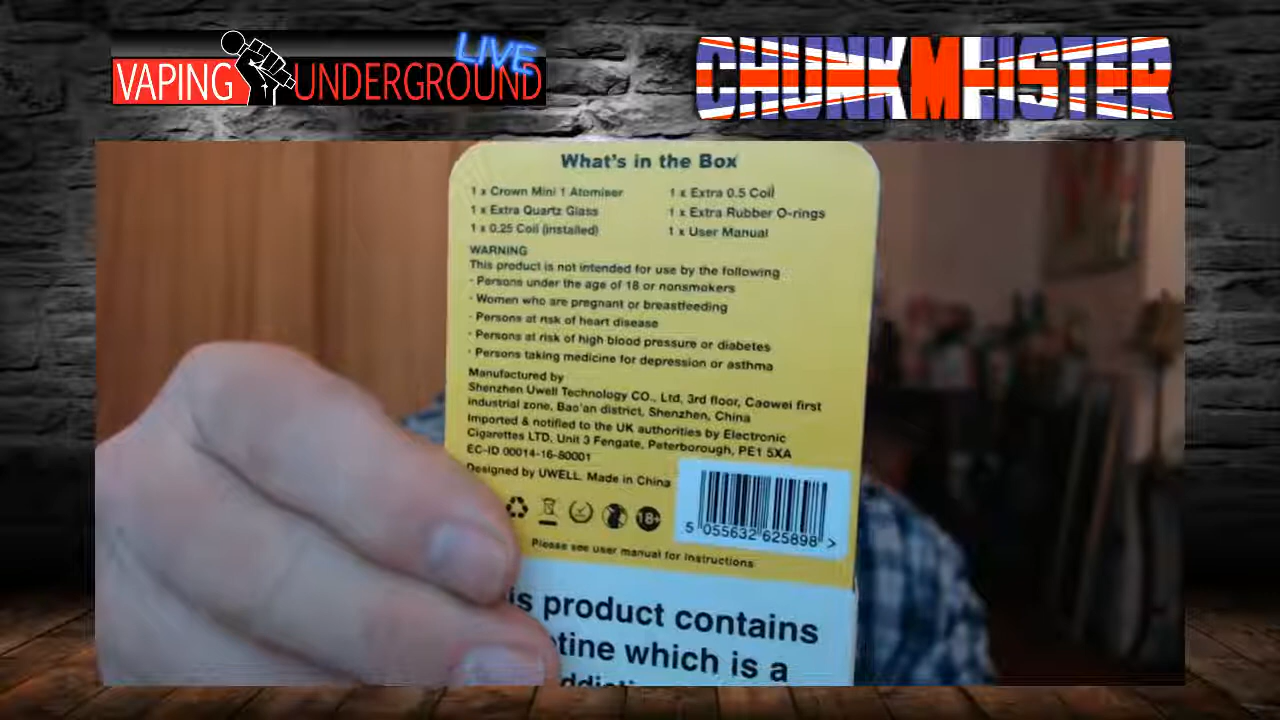 VAPING UNDERGROUND LIVE
CHUNKMEISTER
What's in the Box
1 x Crown Mini 1 Atomiser
1 x Extra Quartz Glass
1 x 0.25 Coil (installed)
1 x Extra 0.5 Coil
1 x Extra Rubber O-rings
1 x User Manual
WARNING
This product is not intended for use by the following
- Persons under the age of 18 or nonsmokers
- Women who are pregnant or breastfeeding
- Persons at risk of heart disease
- Persons at risk of high blood pressure or diabetes
- Persons taking medicine for depression or asthma
Manufactured by
Shenzhen Uwell Technology CO., Ltd, 3rd floor, Caowei first
industrial zone, Bao'an district, Shenzhen, China
Imported & notified to the UK authorities by Electronic
Cigarettes LTD, Unit 3 Fengate, Peterborough, PE1 5XA
EC-ID 00014-16-80001
Designed by UWELL. Made in China
18+
5 055632 625898 >
Please see user manual for instructions
is product contains
tine which is a